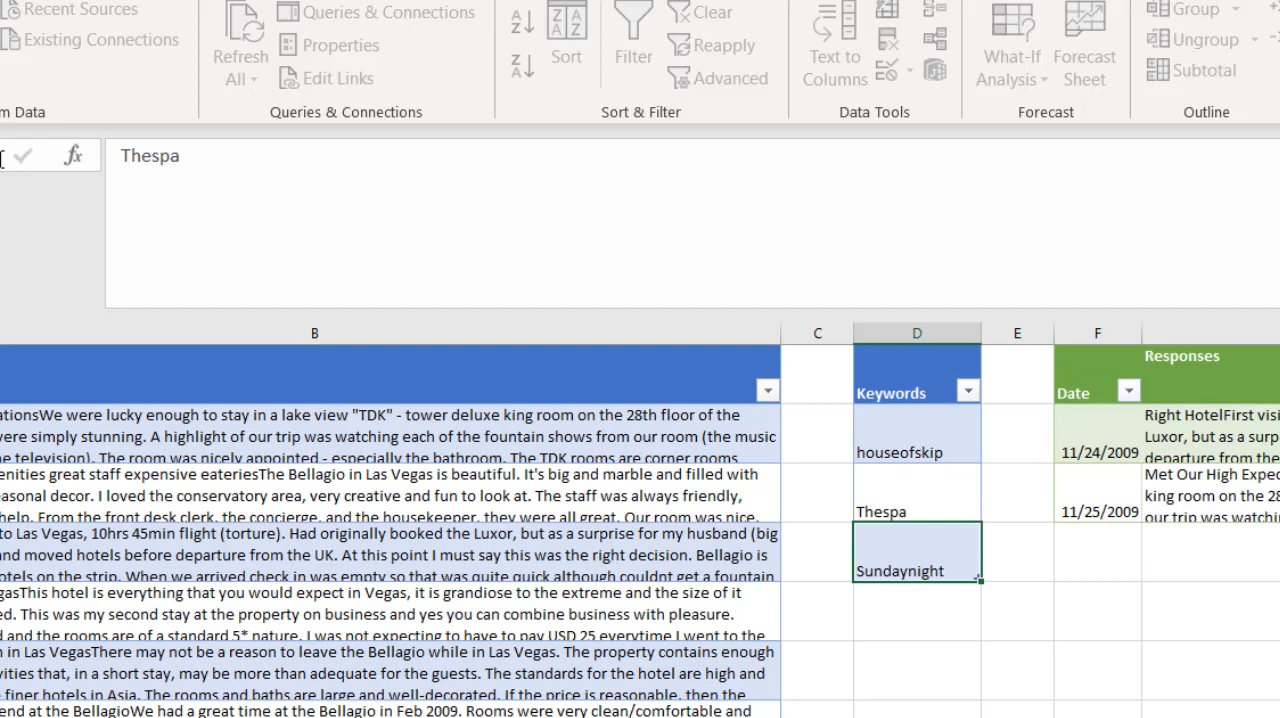 Recent Sources
Existing Connections
m Data
Refresh
All
Queries & Connections
Properties
Edit Links
Queries & Connections
A
Z
Z
A
Z A
A Z
Sort
Filter
Clear
Reapply
Advanced
Sort & Filter
Text to
Columns
Data Tools
What-If
Analysis
Forecast
Sheet
Forecast
Group
Ungroup
Subtotal
Outline
fx
Thespa
B
C
D
E
F
Keywords
Date
Responses
ationsWe were lucky enough to stay in a lake view "TDK" - tower deluxe king room on the 28th floor of the
vere simply stunning. A highlight of our trip was watching each of the fountain shows from our room (the music
he television). The room was nicely appointed - especially the bathroom. The TDK rooms are corner rooms
houseofskip
11/24/2009
Right HotelFirst visi
Luxor, but as a surp
departure from the
enities great staff expensive eateriesThe Bellagio in Las Vegas is beautiful. It's big and marble and filled with
easonal decor. I loved the conservatory area, very creative and fun to look at. The staff was always friendly,
help. From the front desk clerk, the concierge, and the housekeeper, they were all great. Our room was nice,
Thespa
11/25/2009
Met Our High Expec
king room on the 28
our trip was watchin
to Las Vegas, 10hrs 45min flight (torture). Had originally booked the Luxor, but as a surprise for my husband (big
and moved hotels before departure from the UK. At this point I must say this was the right decision. Bellagio is
otels on the strip. When we arrived check in was empty so that was quite quick although couldnt get a fountain
Sundaynight
gasThis hotel is everything that you would expect in Vegas, it is grandiose to the extreme and the size of it
ed. This was my second stay at the property on business and yes you can combine business with pleasure.
d and the rooms are of a standard 5* nature. I was not expecting to have to pay USD 25 everytime I went to the
n in Las VegasThere may not be a reason to leave the Bellagio while in Las Vegas. The property contains enough
vities that, in a short stay, may be more than adequate for the guests. The standards for the hotel are high and
e finer hotels in Asia. The rooms and baths are large and well-decorated. If the price is reasonable, then the
end at the BellagioWe had a great time at the Bellagio in Feb 2009. Rooms were very clean/comfortable and